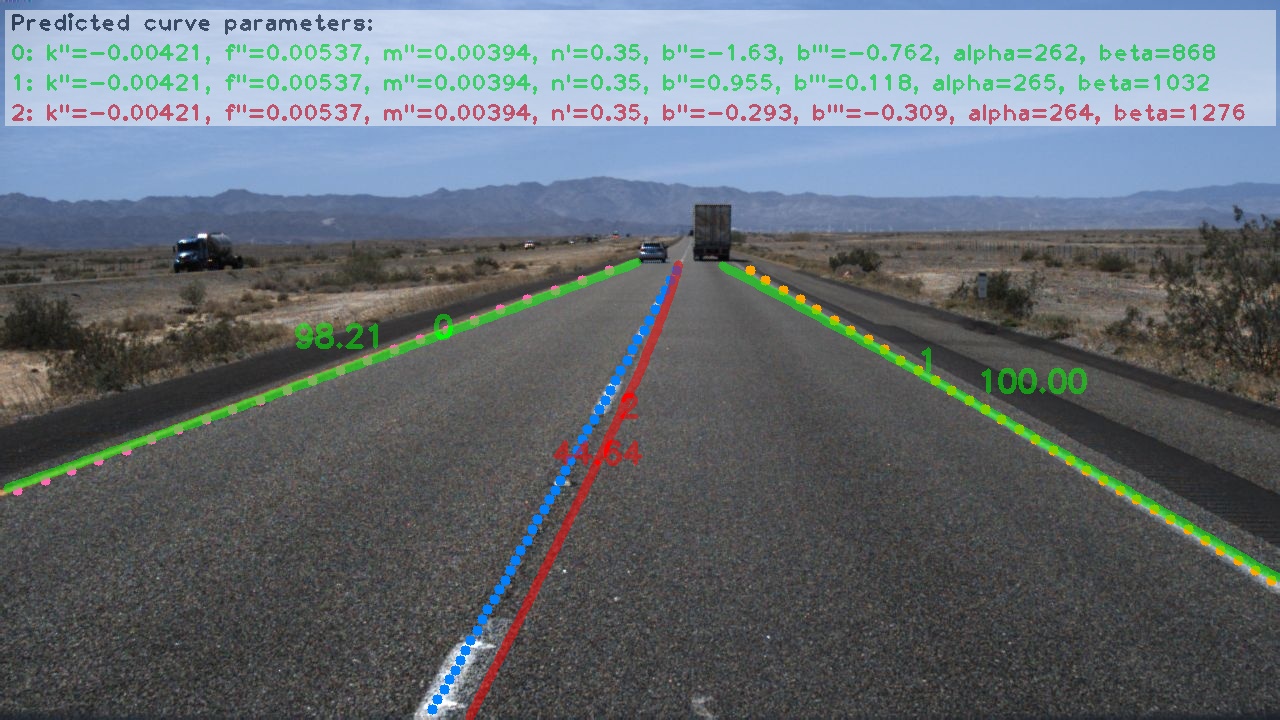 Predicted curve parameters:
0: k''=-0.00421, f''=0.00537, m''=0.00394, n'=0.35, b''=-1.63, b'''=-0.762, alpha=262, beta=868
1: k''=-0.00421, f''=0.00537, m''=0.00394, n'=0.35, b''=0.955, b'''=0.118, alpha=265, beta=1032
2: k''=-0.00421, f''=0.00537, m''=0.00394, n'=0.35, b''=-0.293, b'''=-0.309, alpha=264, beta=1276
0
98.21
1
100.00
2
44.64